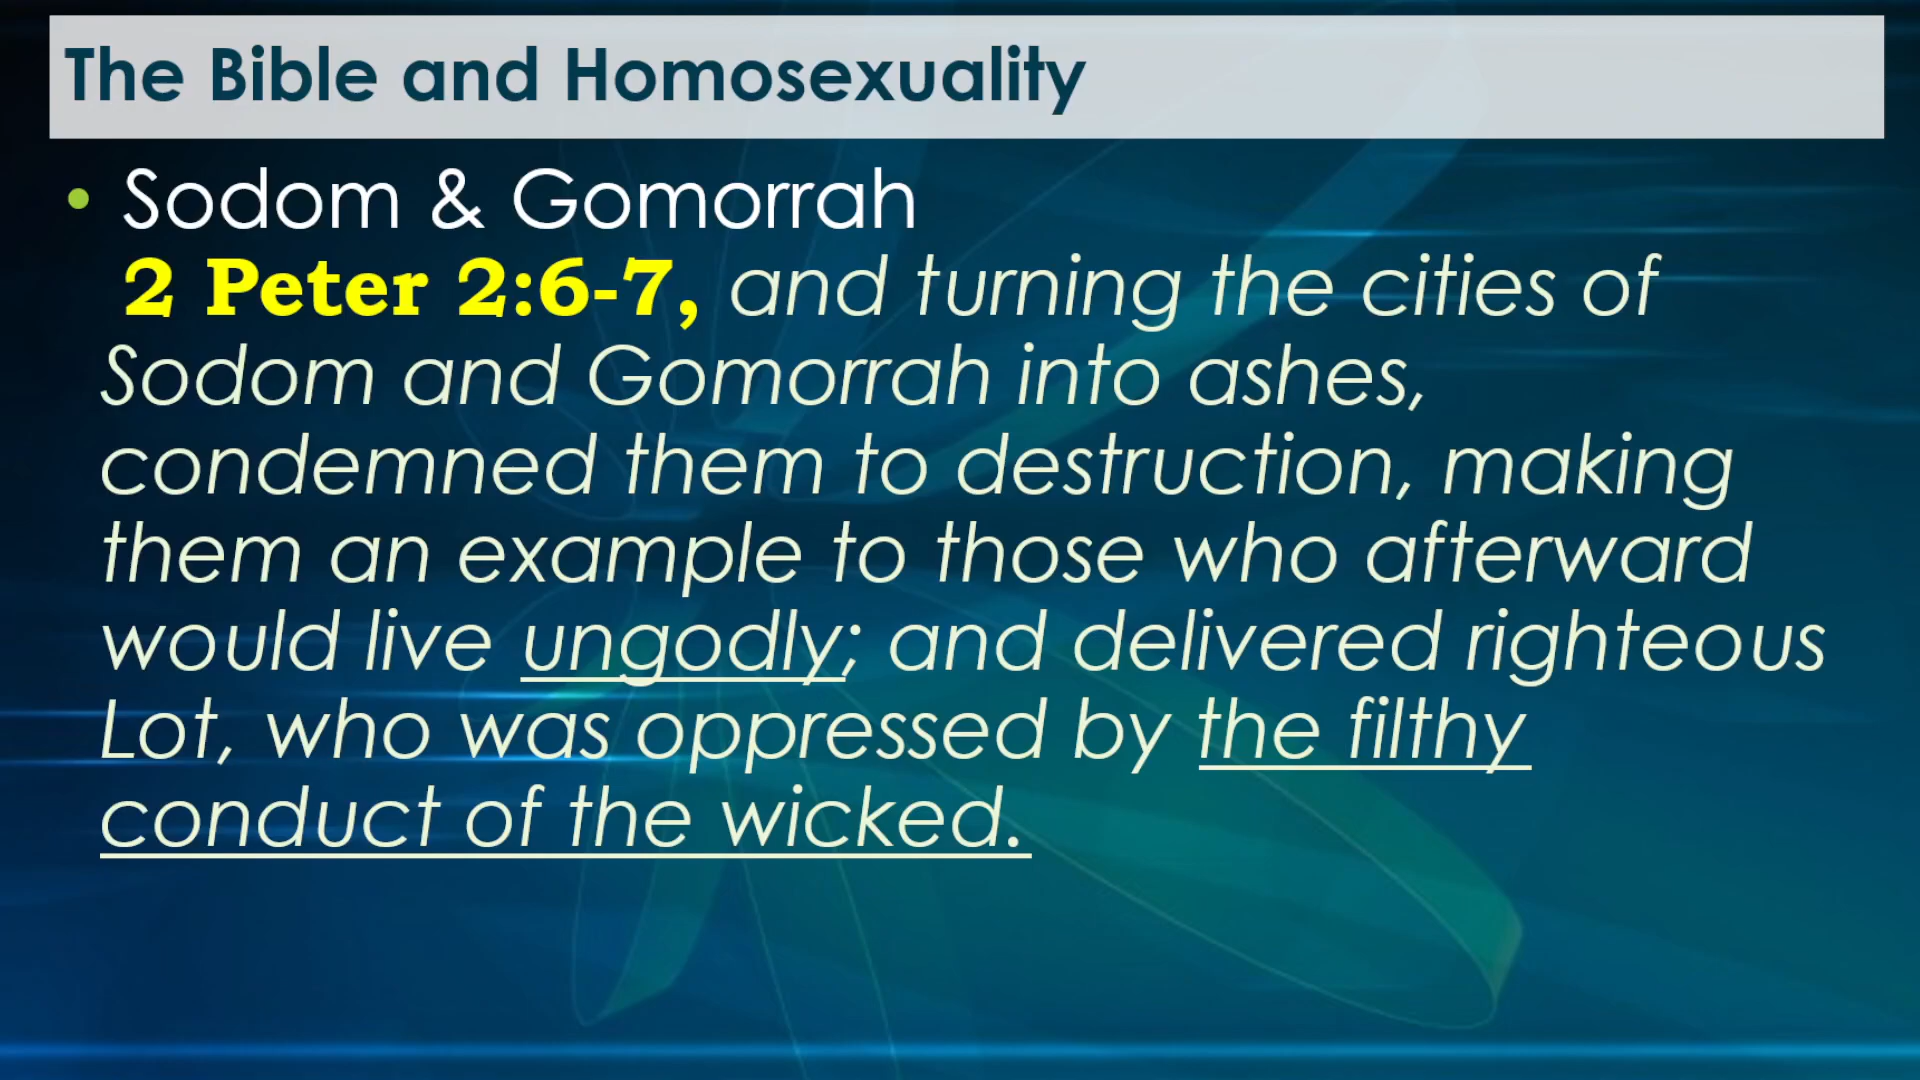 The Bible and Homosexuality
• Sodom & Gomorrah
2 Peter 2:6-7, and turning the cities of
Sodom and Gomorrah into ashes,
condemned them to destruction, making
them an example to those who afterward
would live ungodly; and delivered righteous
Lot, who was oppressed by the filthy
conduct of the wicked.